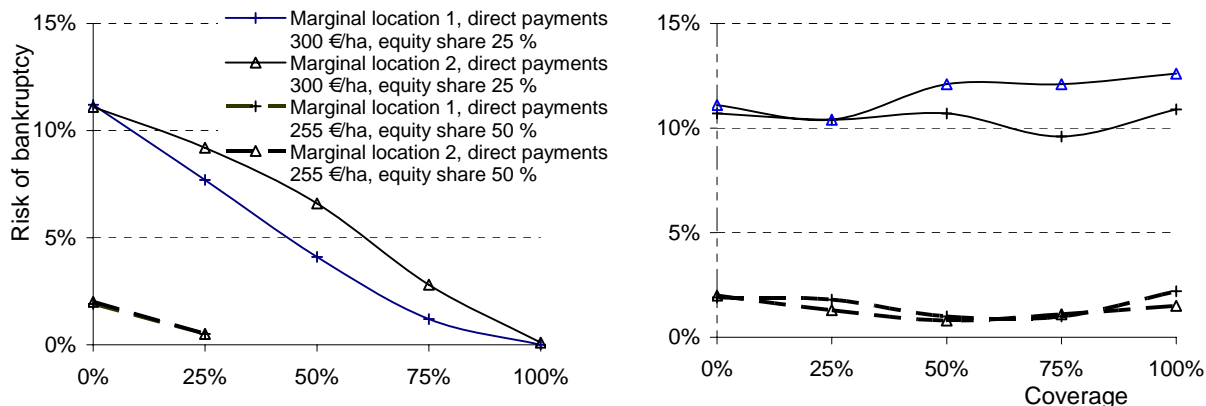 15%
10%
5%
0%
Risk of bankruptcy
Marginal location 1, direct payments
300 €/ha, equity share 25 %
Marginal location 2, direct payments
300 €/ha, equity share 25 %
Marginal location 1, direct payments
255 €/ha, equity share 50 %
Marginal location 2, direct payments
255 €/ha, equity share 50 %
0% 25% 50% 75% 100%
15%
10%
5%
0%
0% 25% 50% 75% 100%
Coverage